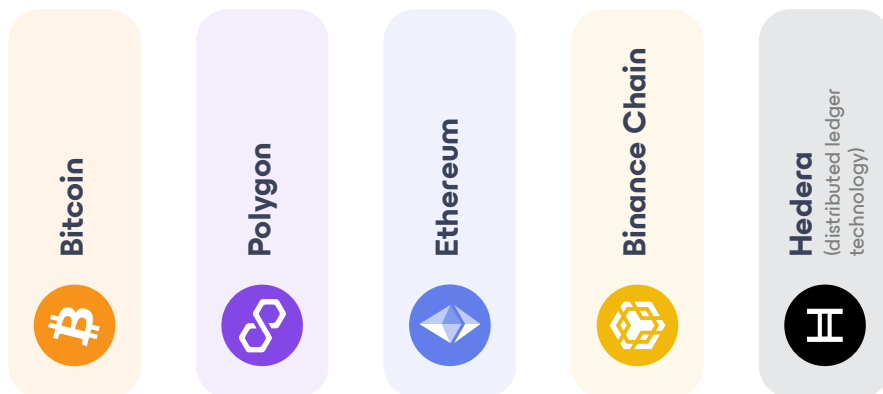 Bitcoin
Polygon
Ethereum
Binance Chain
Hedera
(distributed ledger
technology)